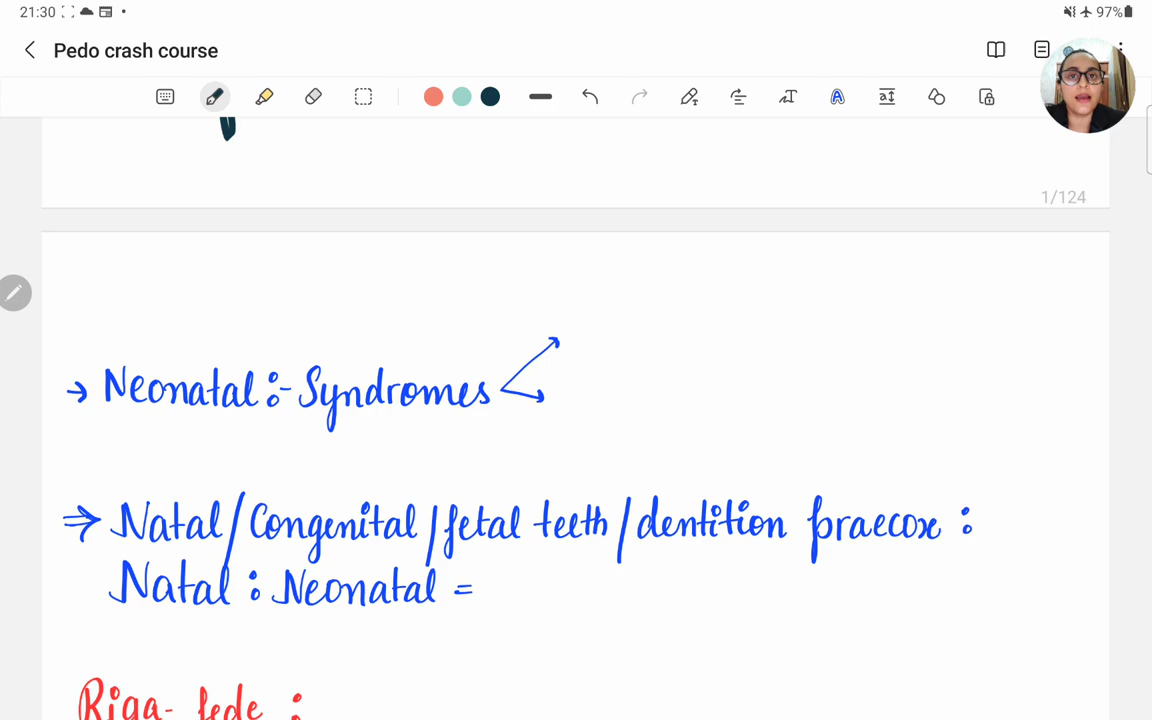 21:30 97%
Pedo crash course
1/124
→ Neonatal :- Syndromes
⇒ Natal/Congenital/fetal teeth/dentition praecox :
Natal : Neonatal =
Riga- fede :